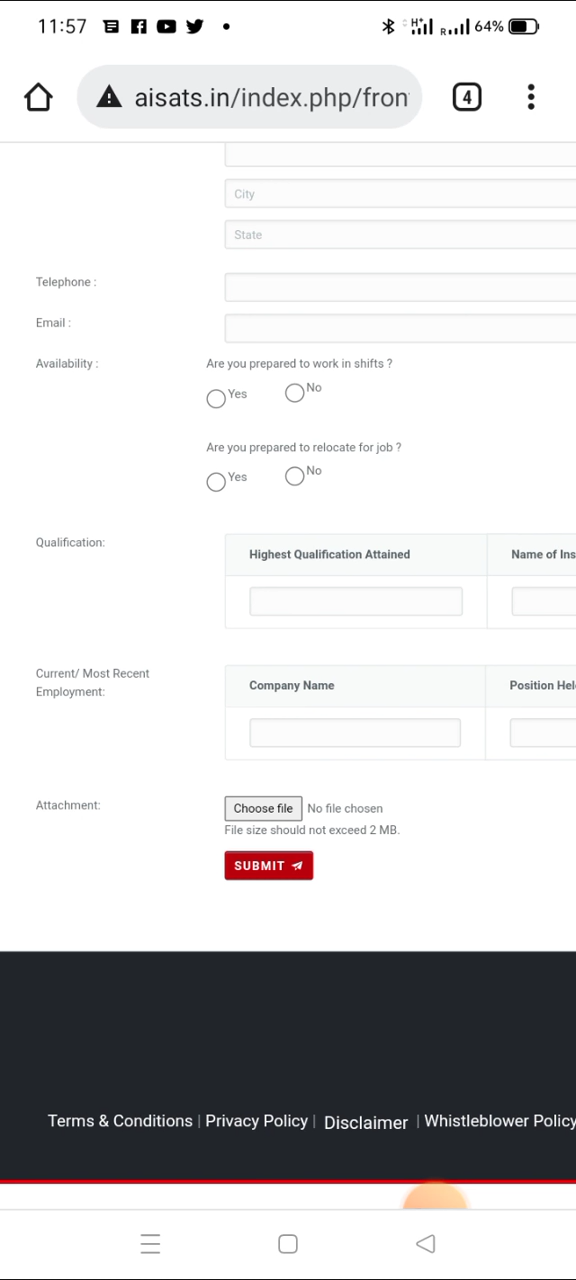 11:57
H+ R 64%
aisats.in/index.php/fron
4
City
State
Telephone :
Email :
Availability :
Are you prepared to work in shifts ?
Yes No
Are you prepared to relocate for job ?
Yes No
Qualification:
Highest Qualification Attained Name of Ins
Current/ Most Recent
Employment:
Company Name Position Hel
Attachment:
Choose file No file chosen
File size should not exceed 2 MB.
SUBMIT
Terms & Conditions | Privacy Policy | Disclaimer | Whistleblower Policy